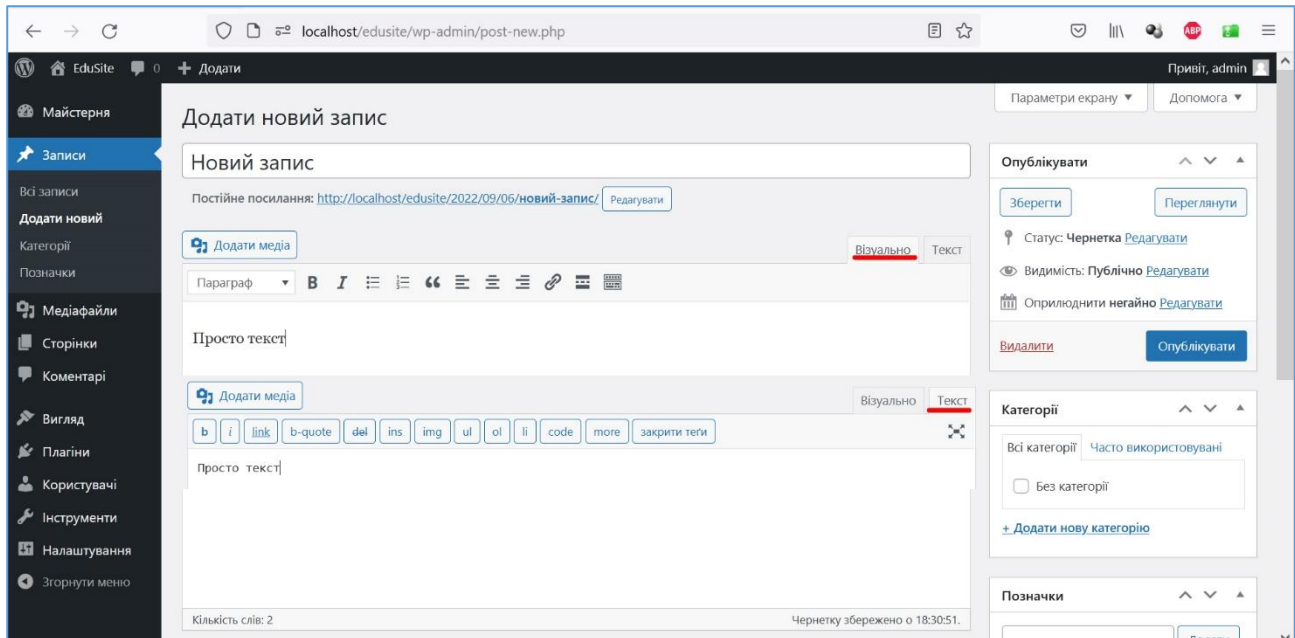 localhost/edusite/wp-admin/post-new.php
ABP
EduSite 0 Додати
Привіт, admin
Параметри екрану Допомога
Майстерня
Записи
Всі записи
Додати новий
Категорії
Позначки
Медіафайли
Сторінки
Коментарі
Вигляд
Плагіни
Користувачі
Інструменти
Налаштування
Згорнути меню
Додати новий запис
Новий запис
Постійне посилання: http://localhost/edusite/2022/09/06/новий-запис/ Редагувати
Додати медіа
Візуально Текст
Параграф B I
Просто текст
Додати медіа
Візуально Текст
b i link b-quote del ins img ul ol li code more закрити теґи
Просто текст
Кількість слів: 2 Чернетку збережено о 18:30:51.
Опублікувати
Зберегти Переглянути
Статус: Чернетка Редагувати
Видимість: Публічно Редагувати
Оприлюднити негайно Редагувати
Видалити Опублікувати
Категорії
Всі категорії Часто використовувані
Без категорії
+ Додати нову категорію
Позначки